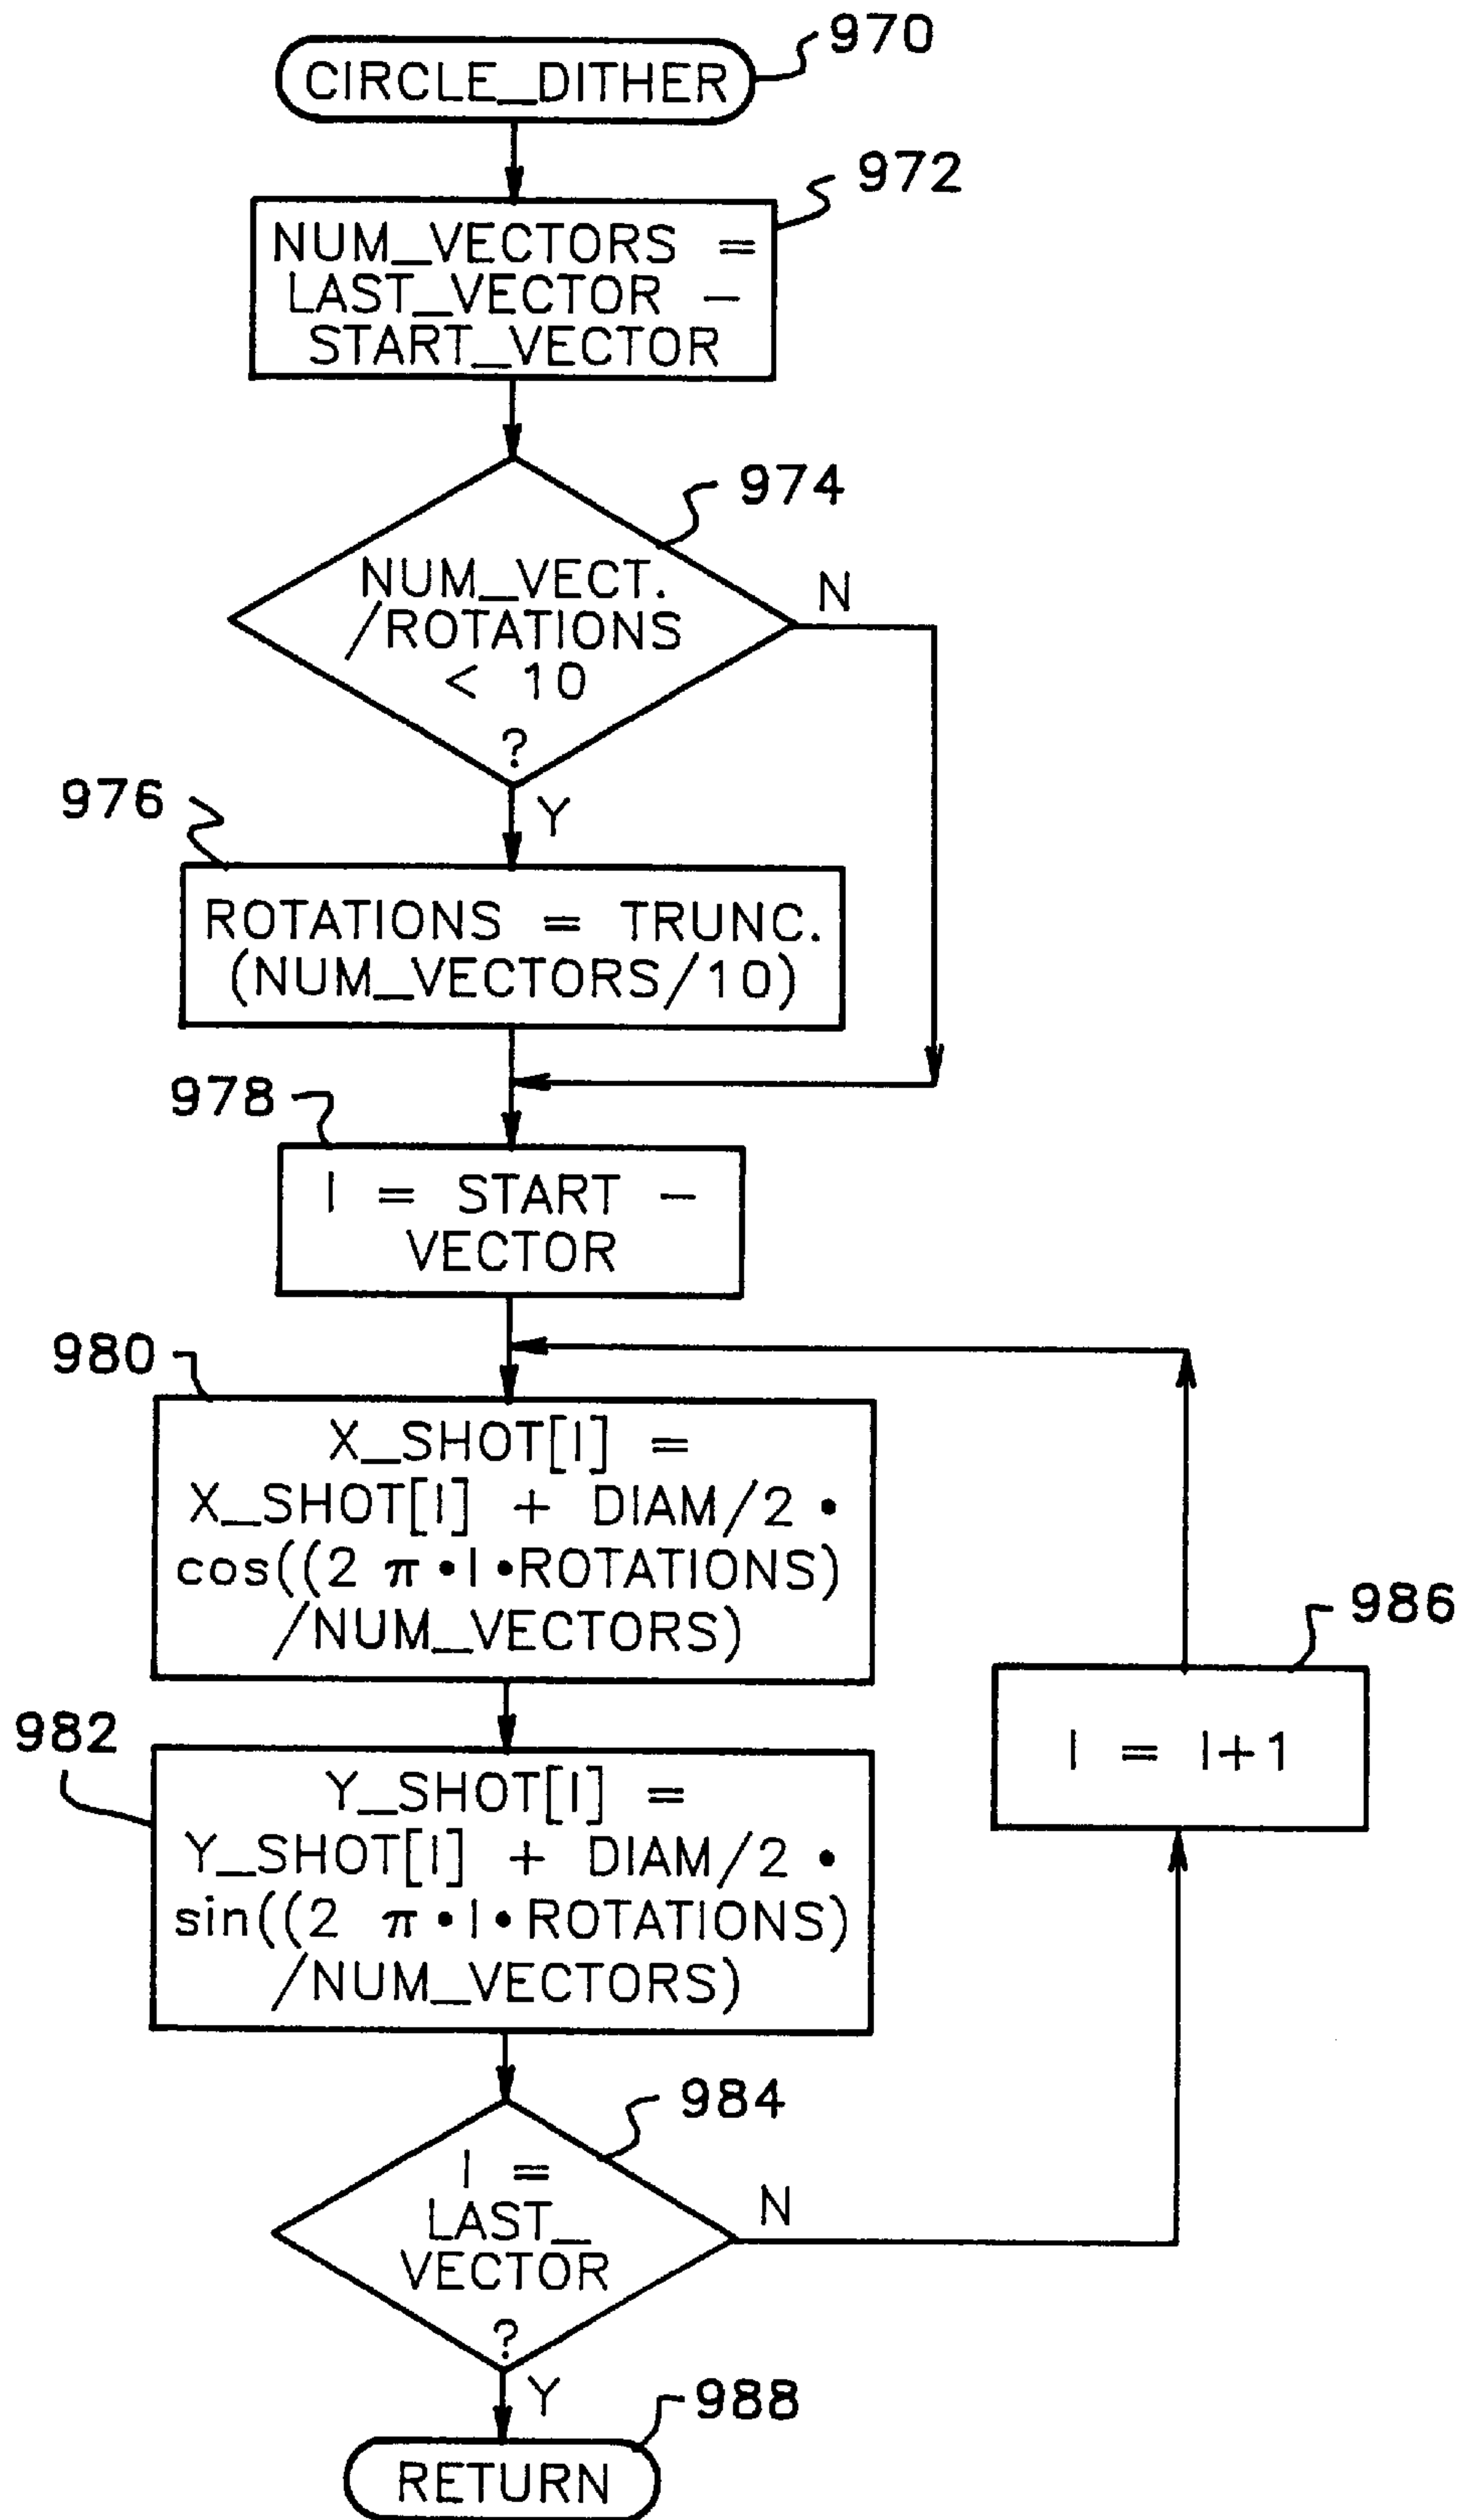 970
CIRCLE_DITHER
972
NUM_VECTORS =
LAST_VECTOR -
START_VECTOR
974
NUM_VECT.
/ROTATIONS
< 10
?
N
Y
976
ROTATIONS = TRUNC.
(NUM_VECTORS/10)
978
I = START -
VECTOR
980
X_SHOT[I] =
X_SHOT[I] + DIAM/2 •
cos((2 π•I•ROTATIONS)
/NUM_VECTORS)
986
I = I+1
982
Y_SHOT[I] =
Y_SHOT[I] + DIAM/2 •
sin((2 π•I•ROTATIONS)
/NUM_VECTORS)
984
I =
LAST_
VECTOR
?
N
Y
988
RETURN